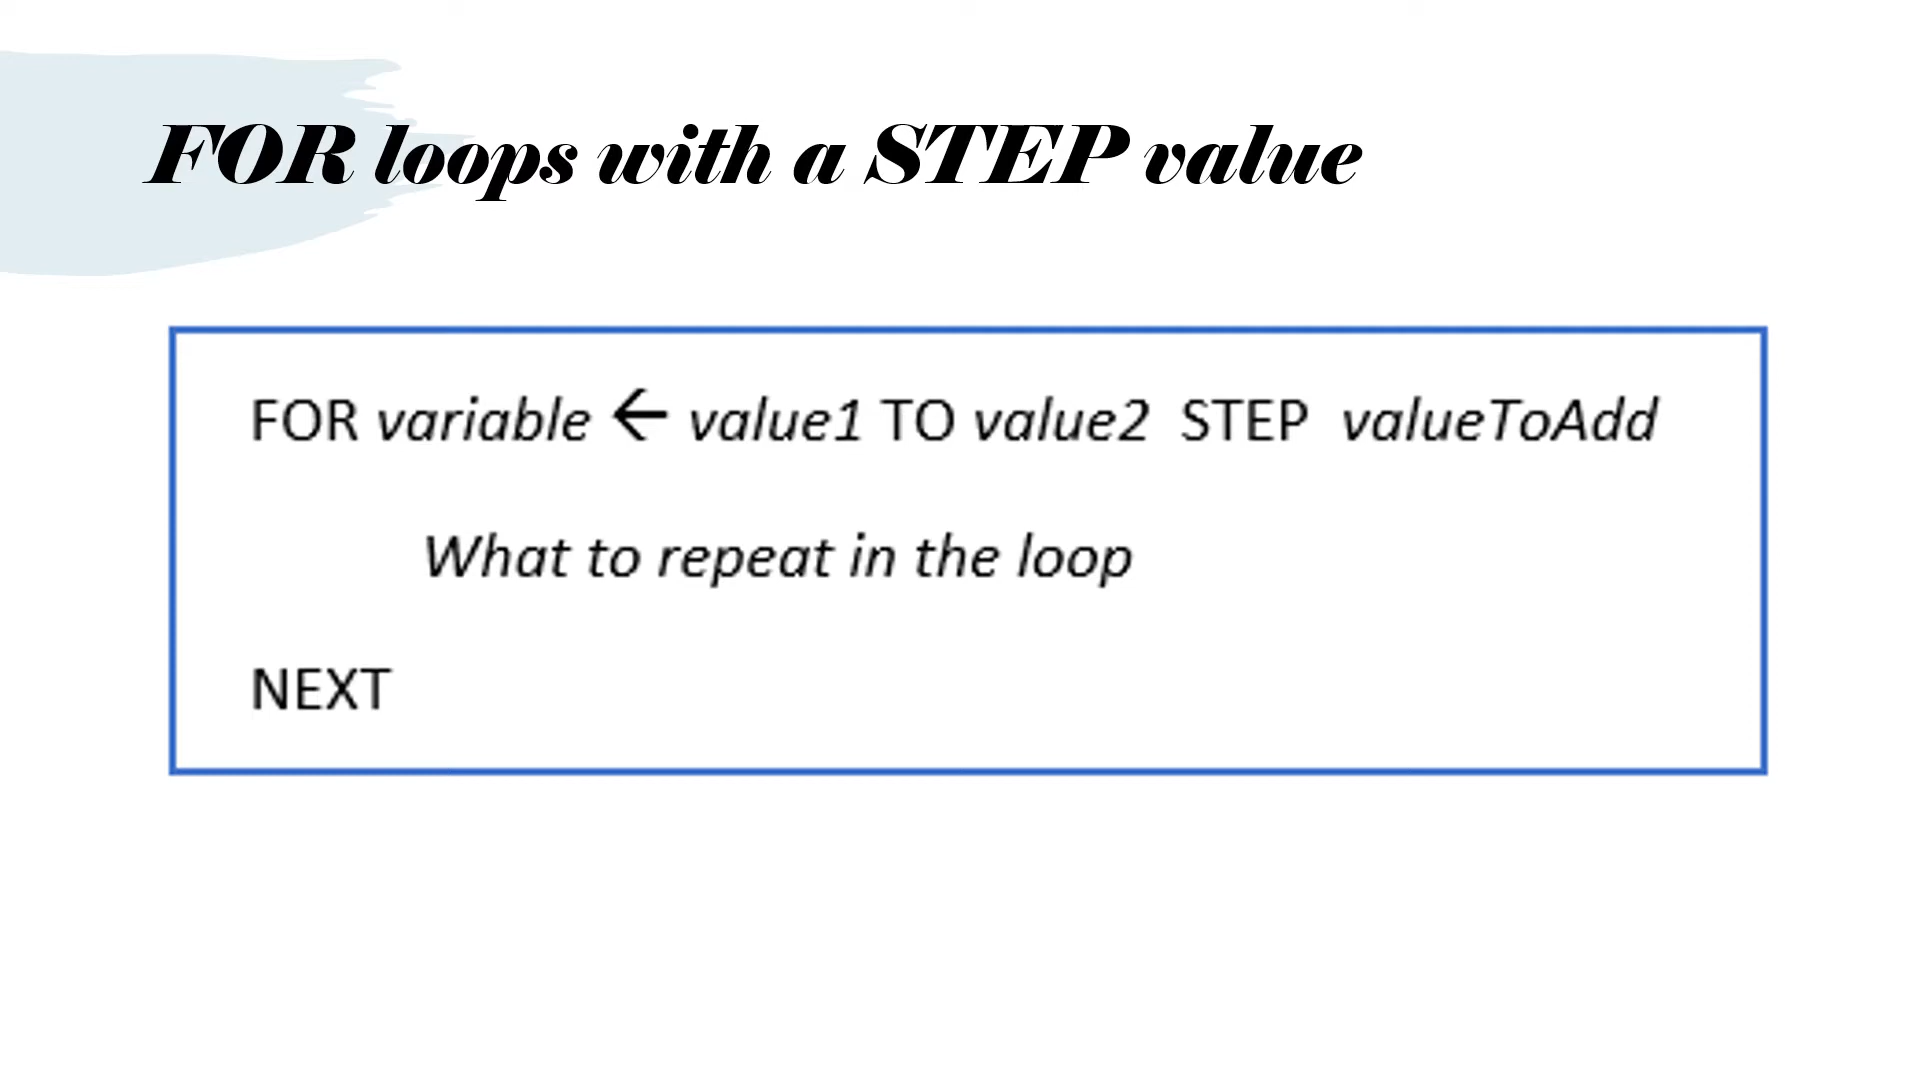 FOR loops with a STEP value
FOR variable ← value1 TO value2 STEP valueToAdd
What to repeat in the loop
NEXT